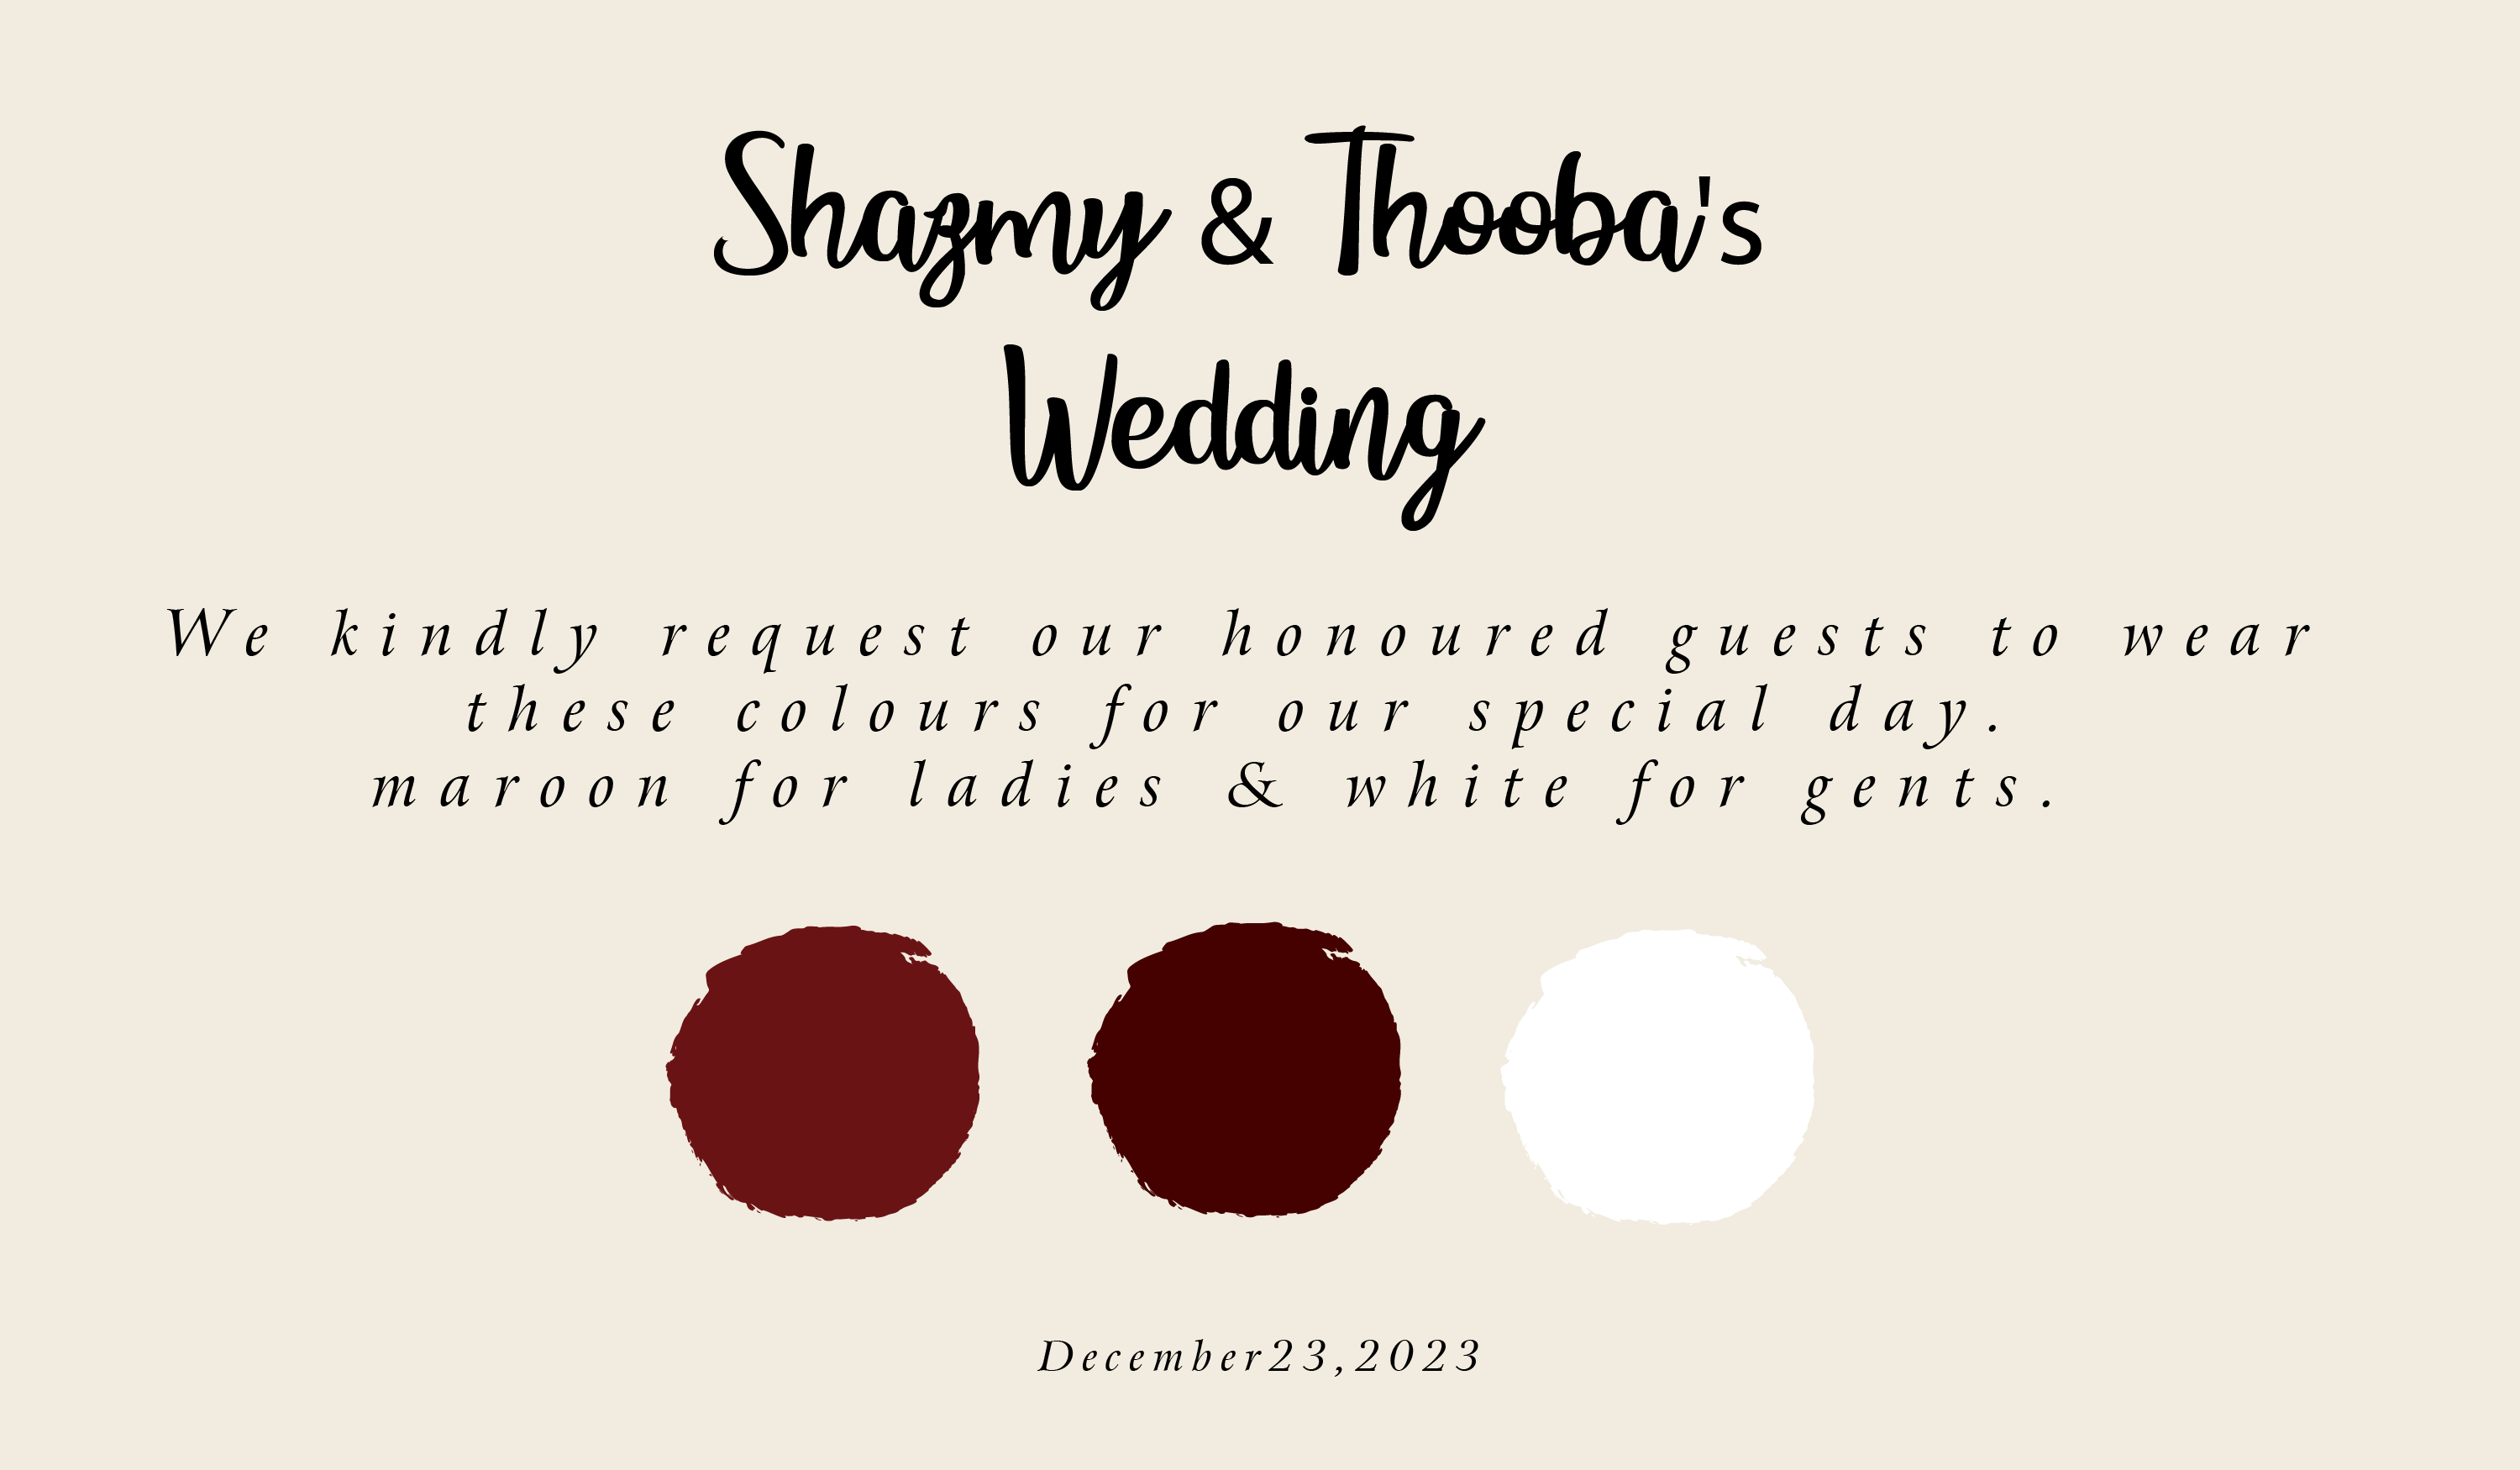 Shazmy & Thooba's
Wedding
We kindly request our honoured guests to wear
these colours for our special day.
maroon for ladies & white for gents.
December23,2023